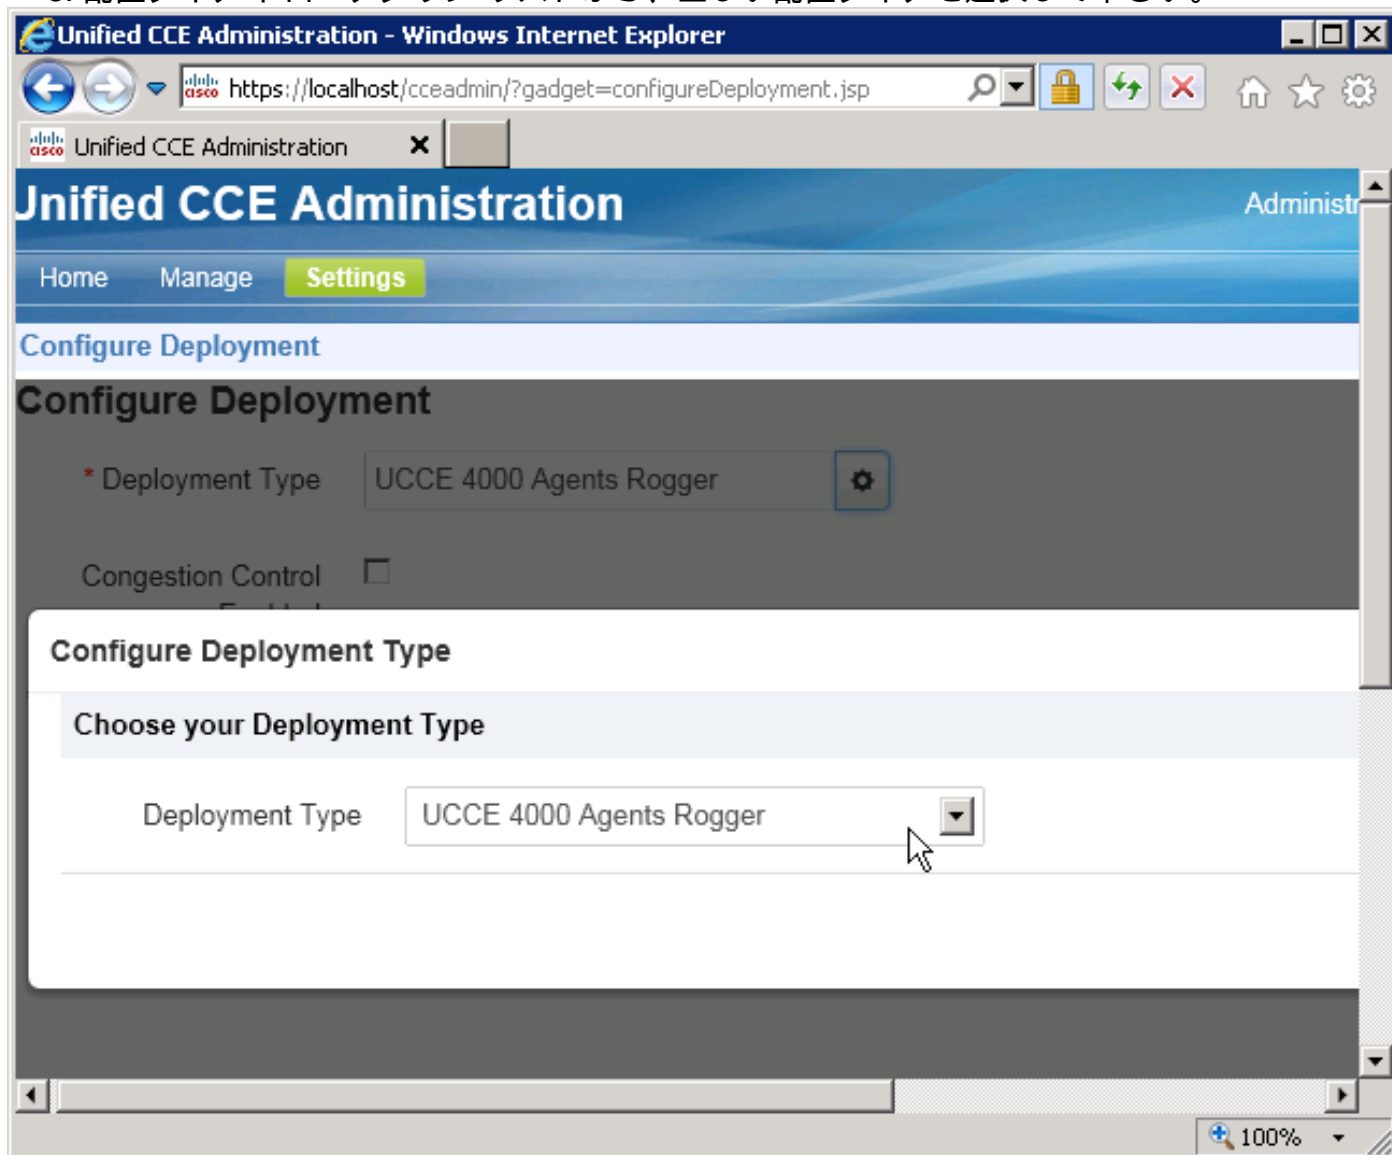 Unified CCE Administration - Windows Internet Explorer
https://localhost/cceadmin/?gadget=configureDeployment.jsp
Unified CCE Administration
Unified CCE Administration
Administr
Home Manage Settings
Configure Deployment
Configure Deployment
* Deployment Type UCCE 4000 Agents Rogger
Congestion Control
Configure Deployment Type
Choose your Deployment Type
Deployment Type UCCE 4000 Agents Rogger
100%